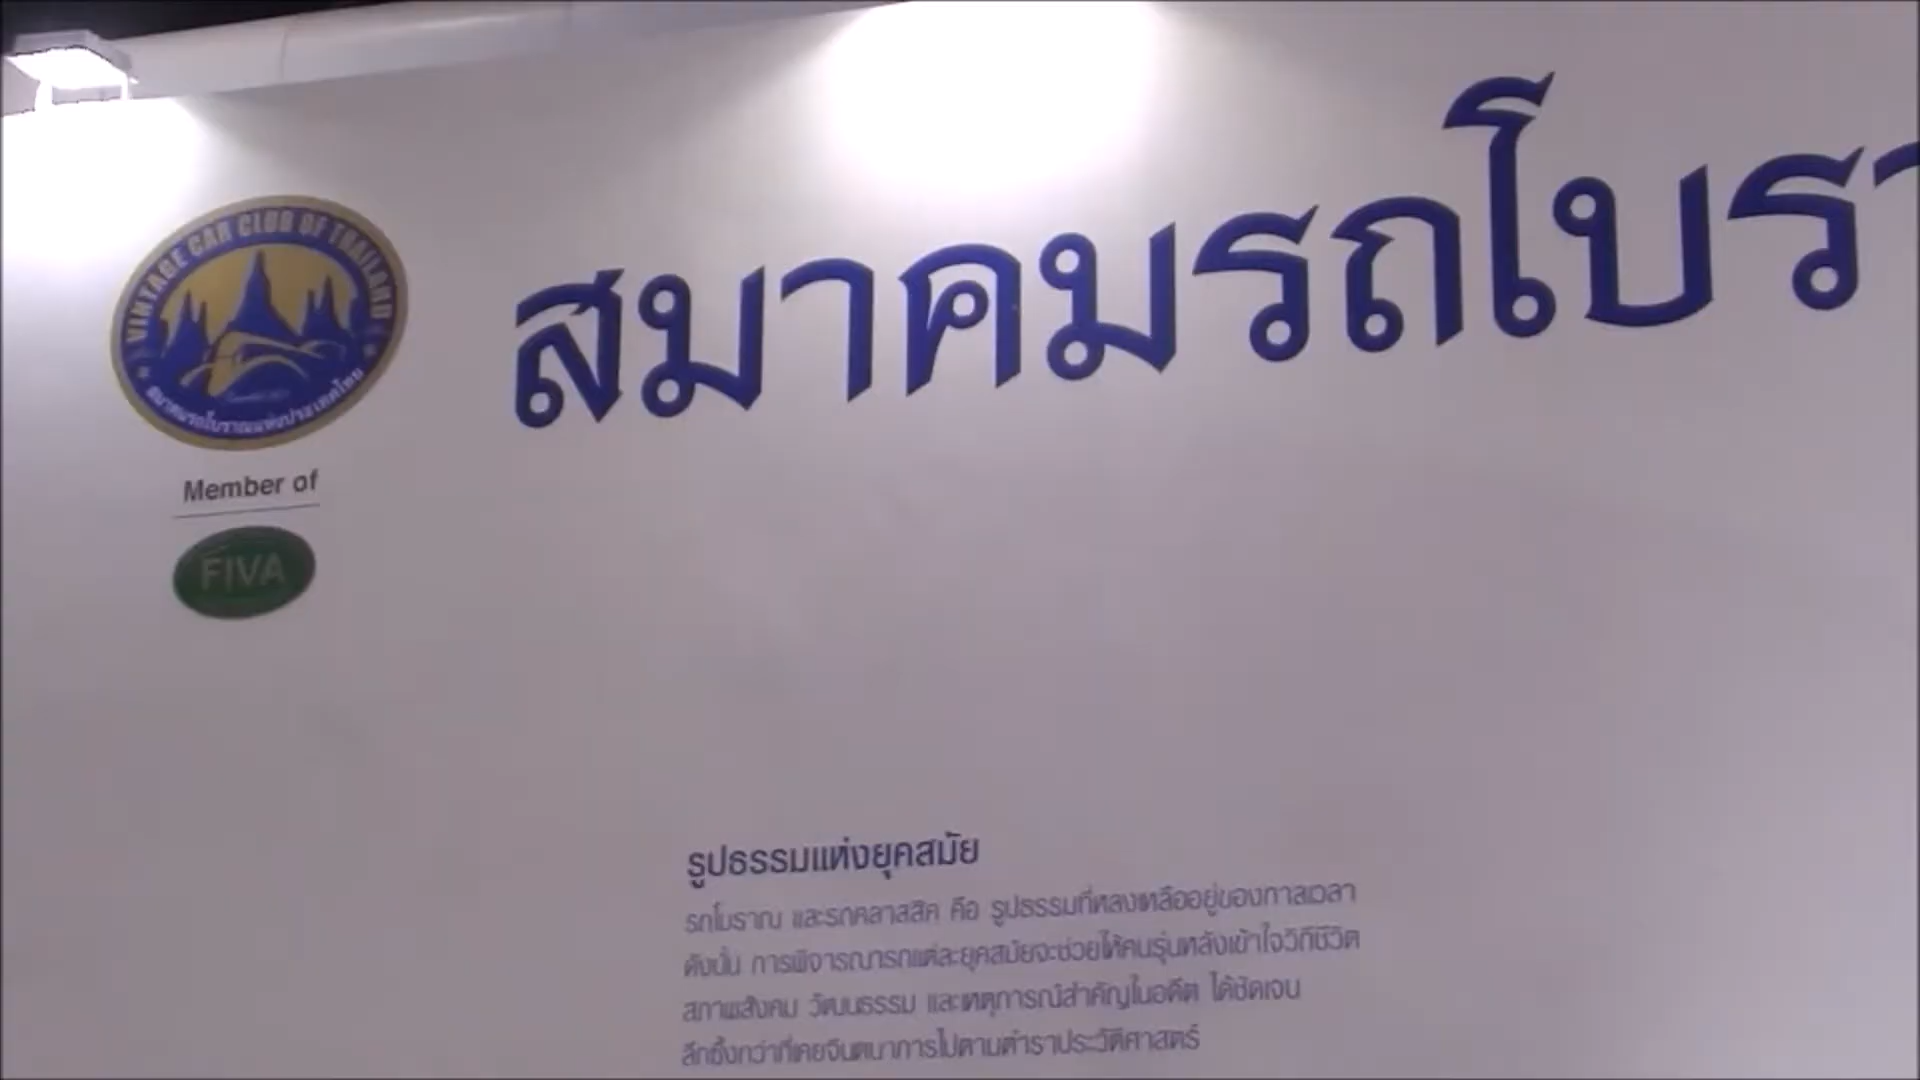 VINTAGE CAR CLUB OF THAILAND
สมาคมรถโบราณแห่งประเทศไทย
Member of
FIVA
สมาคมรถโบรา
รูปธรรมแห่งยุคสมัย
รถโบราณ และรถคลาสสิค คือ รูปธรรมที่หลงเหลืออยู่ของกาลเวลา
ดังนั้น การพิจารณารถแต่ละยุคสมัยจะช่วยให้คนรุ่นหลังเข้าใจวิถีชีวิต
สภาพสังคม วัฒนธรรม และเหตุการณ์สำคัญในอดีต ได้ชัดเจน
ลึกซึ้งกว่าที่เคยจินตนาการไปตามตำราประวัติศาสตร์